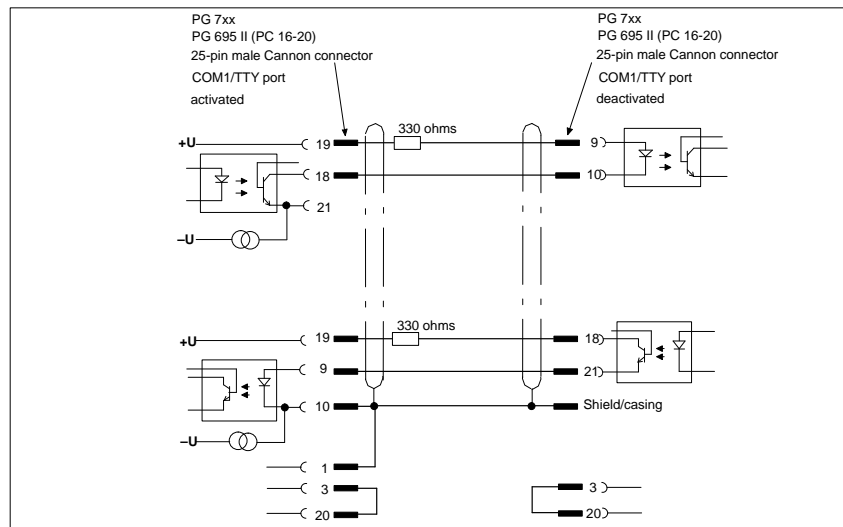 PG 7xx
PG 695 II (PC 16-20)
25-pin male Cannon connector
COM1/TTY port
activated
PG 7xx
PG 695 II (PC 16-20)
25-pin male Cannon connector
COM1/TTY port
deactivated
+U
19
330 ohms
9
18
10
21
–U
+U
19
330 ohms
18
9
21
10
Shield/casing
–U
1
3
3
20
20